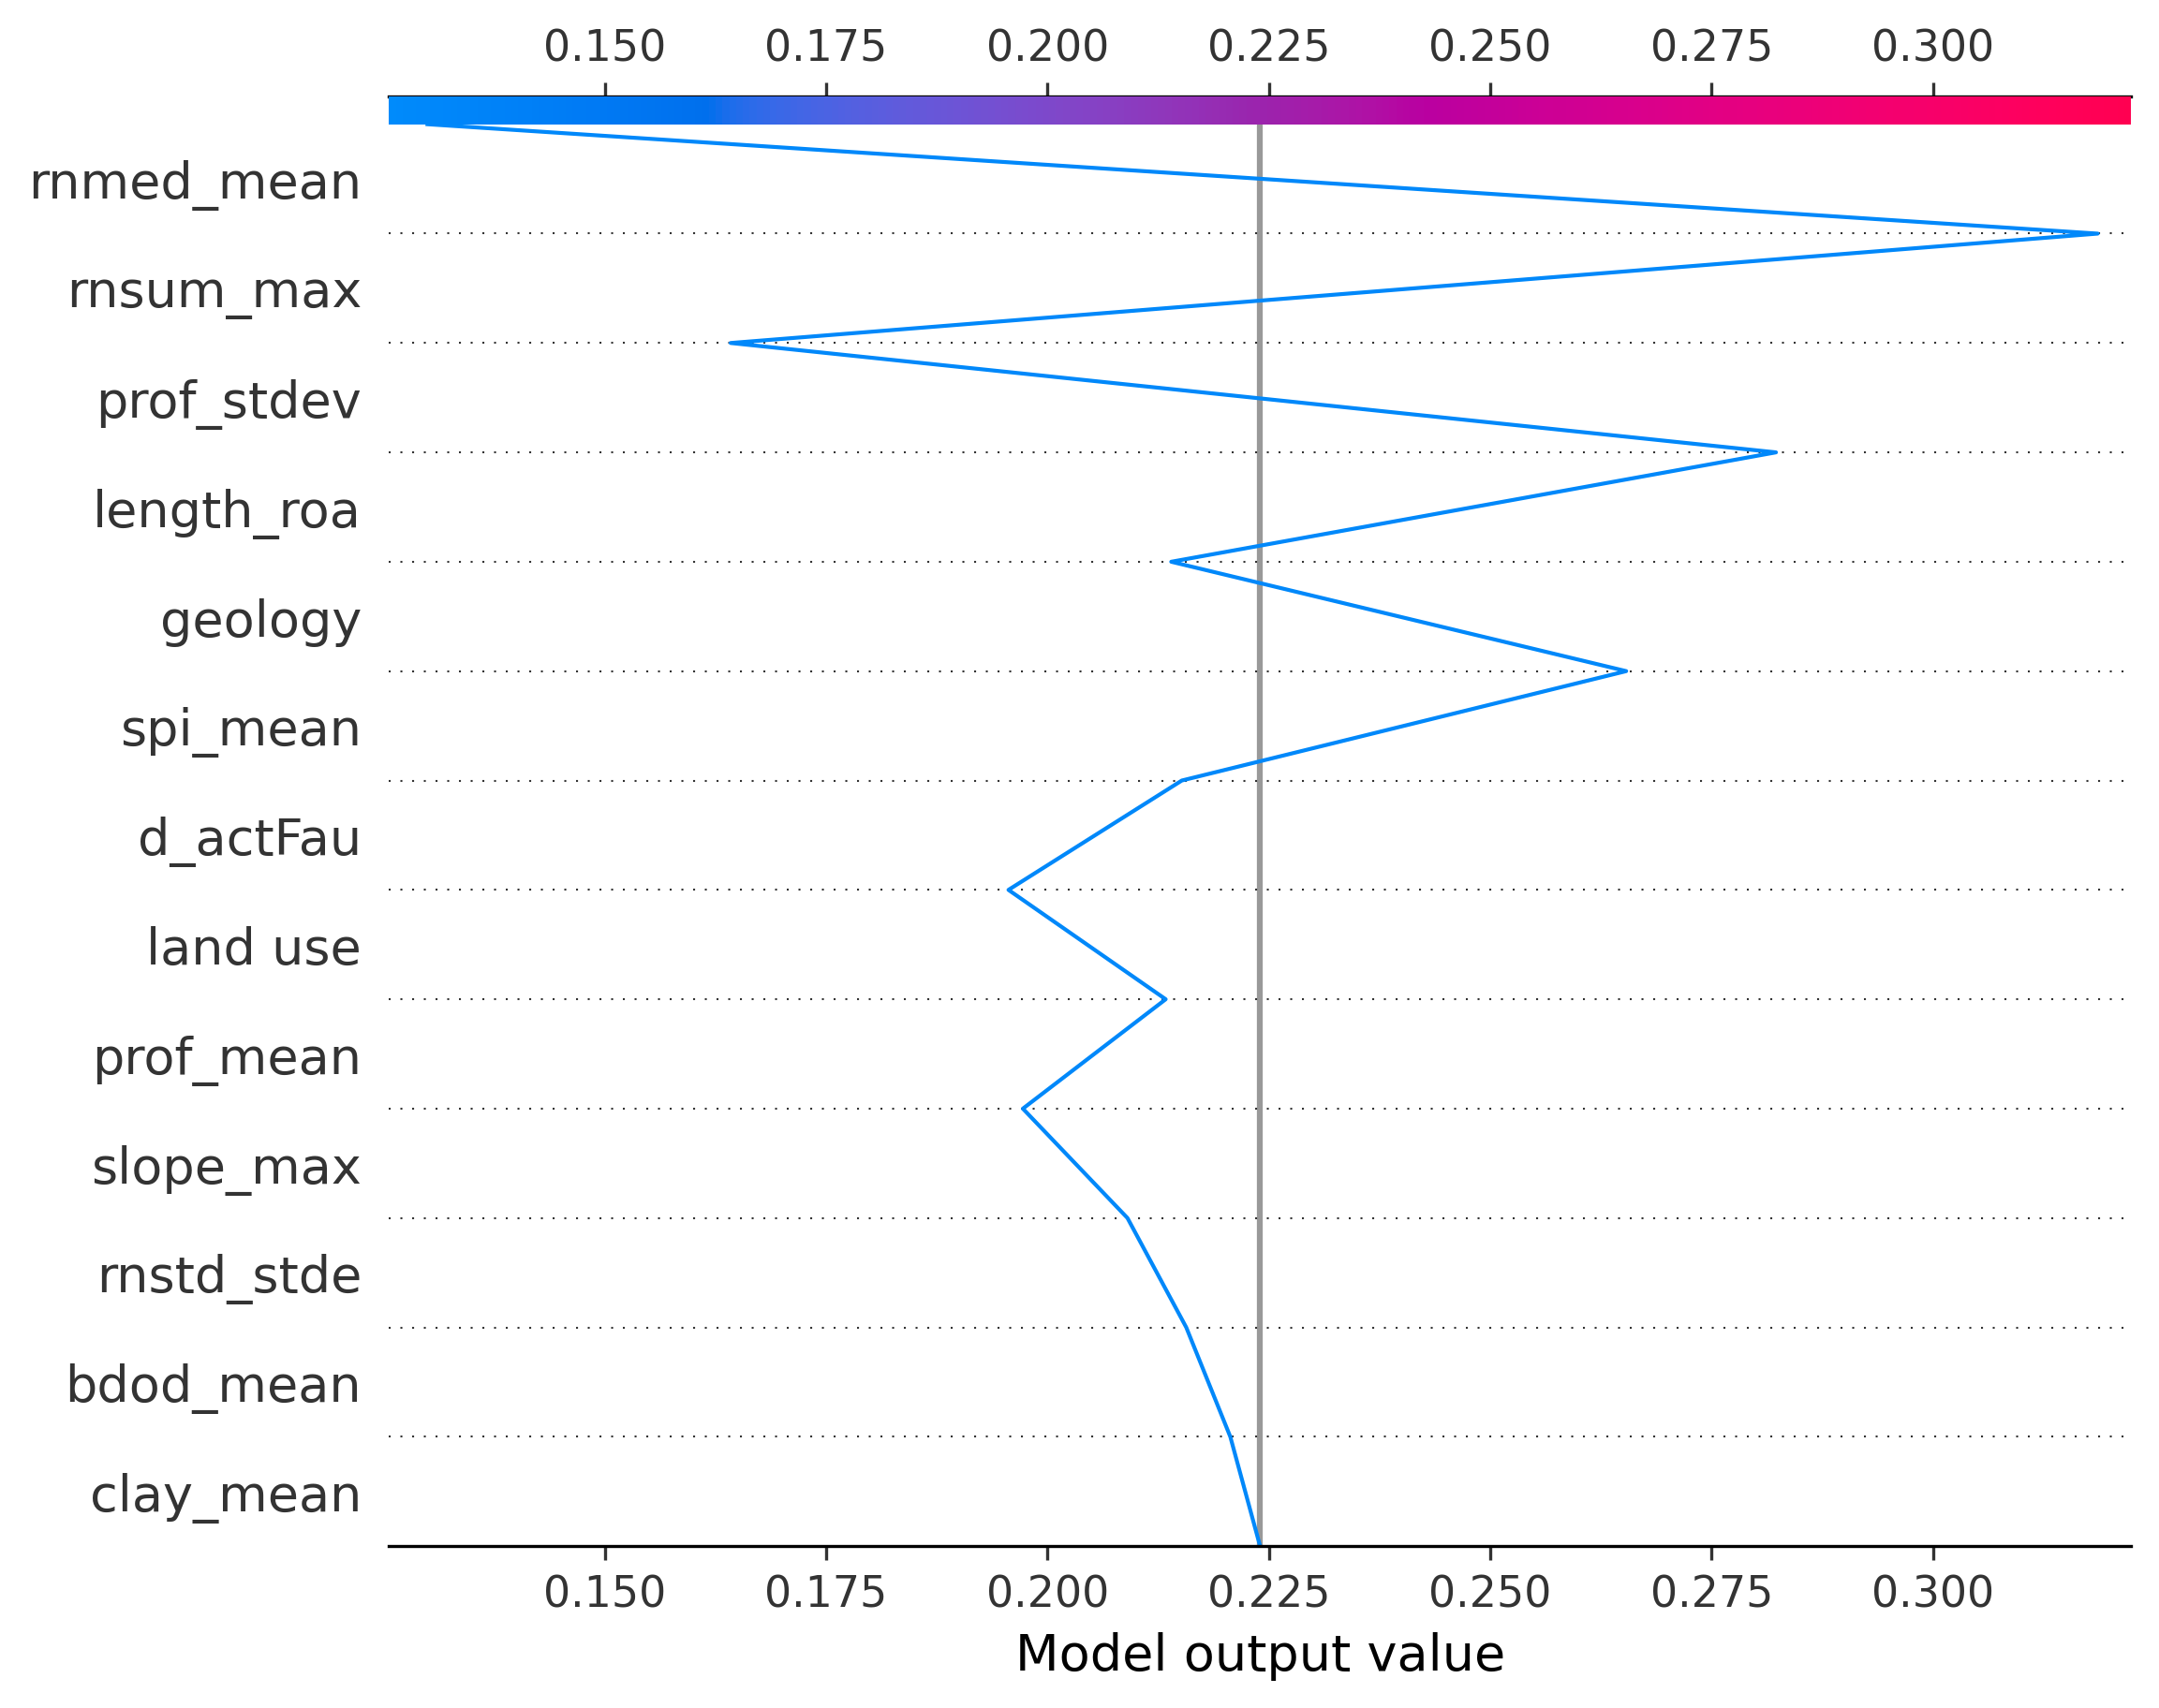 0.150 0.175 0.200 0.225 0.250 0.275 0.300
rnmed_mean
rnsum_max
prof_stdev
length_roa
geology
spi_mean
d_actFau
land use
prof_mean
slope_max
rnstd_stde
bdod_mean
clay_mean
0.150 0.175 0.200 0.225 0.250 0.275 0.300
Model output value